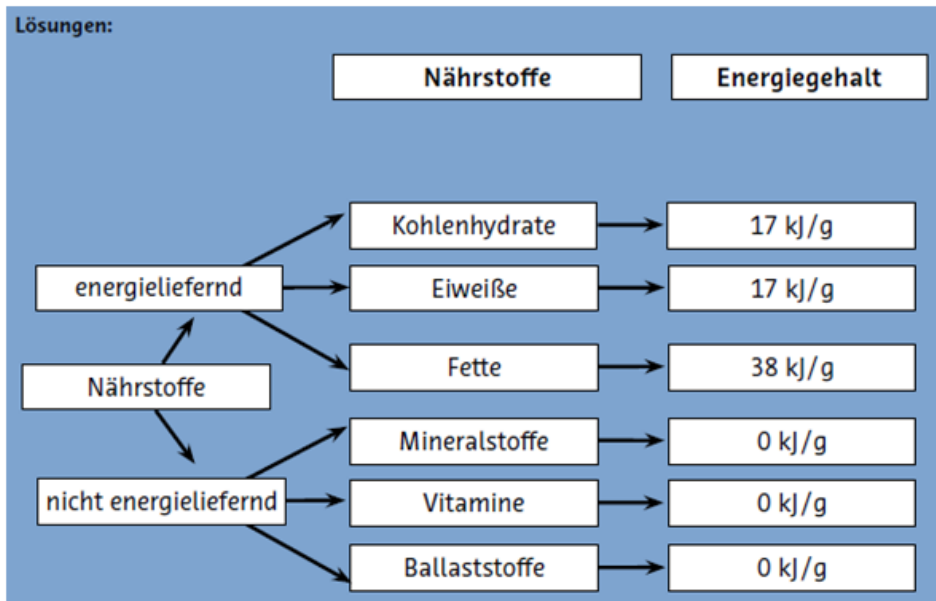 Lösungen:
Nährstoffe
Energiegehalt
Kohlenhydrate
17 kJ/g
energieliefernd
Eiweiße
17 kJ/g
Fette
38 kJ/g
Nährstoffe
Mineralstoffe
0 kJ/g
nicht energieliefernd
Vitamine
0 kJ/g
Ballaststoffe
0 kJ/g